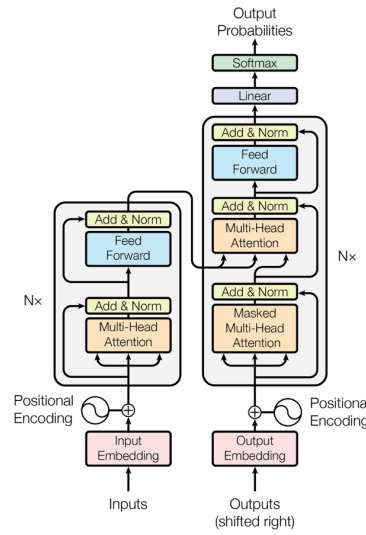 Output
Probabilities
Softmax
Linear
Add & Norm
Feed
Forward
Add & Norm
Multi-Head
Attention
Add & Norm
Masked
Multi-Head
Attention
N×
Positional
Encoding
Output
Embedding
Outputs
(shifted right)
Add & Norm
Feed
Forward
Add & Norm
Multi-Head
Attention
N×
Positional
Encoding
Input
Embedding
Inputs